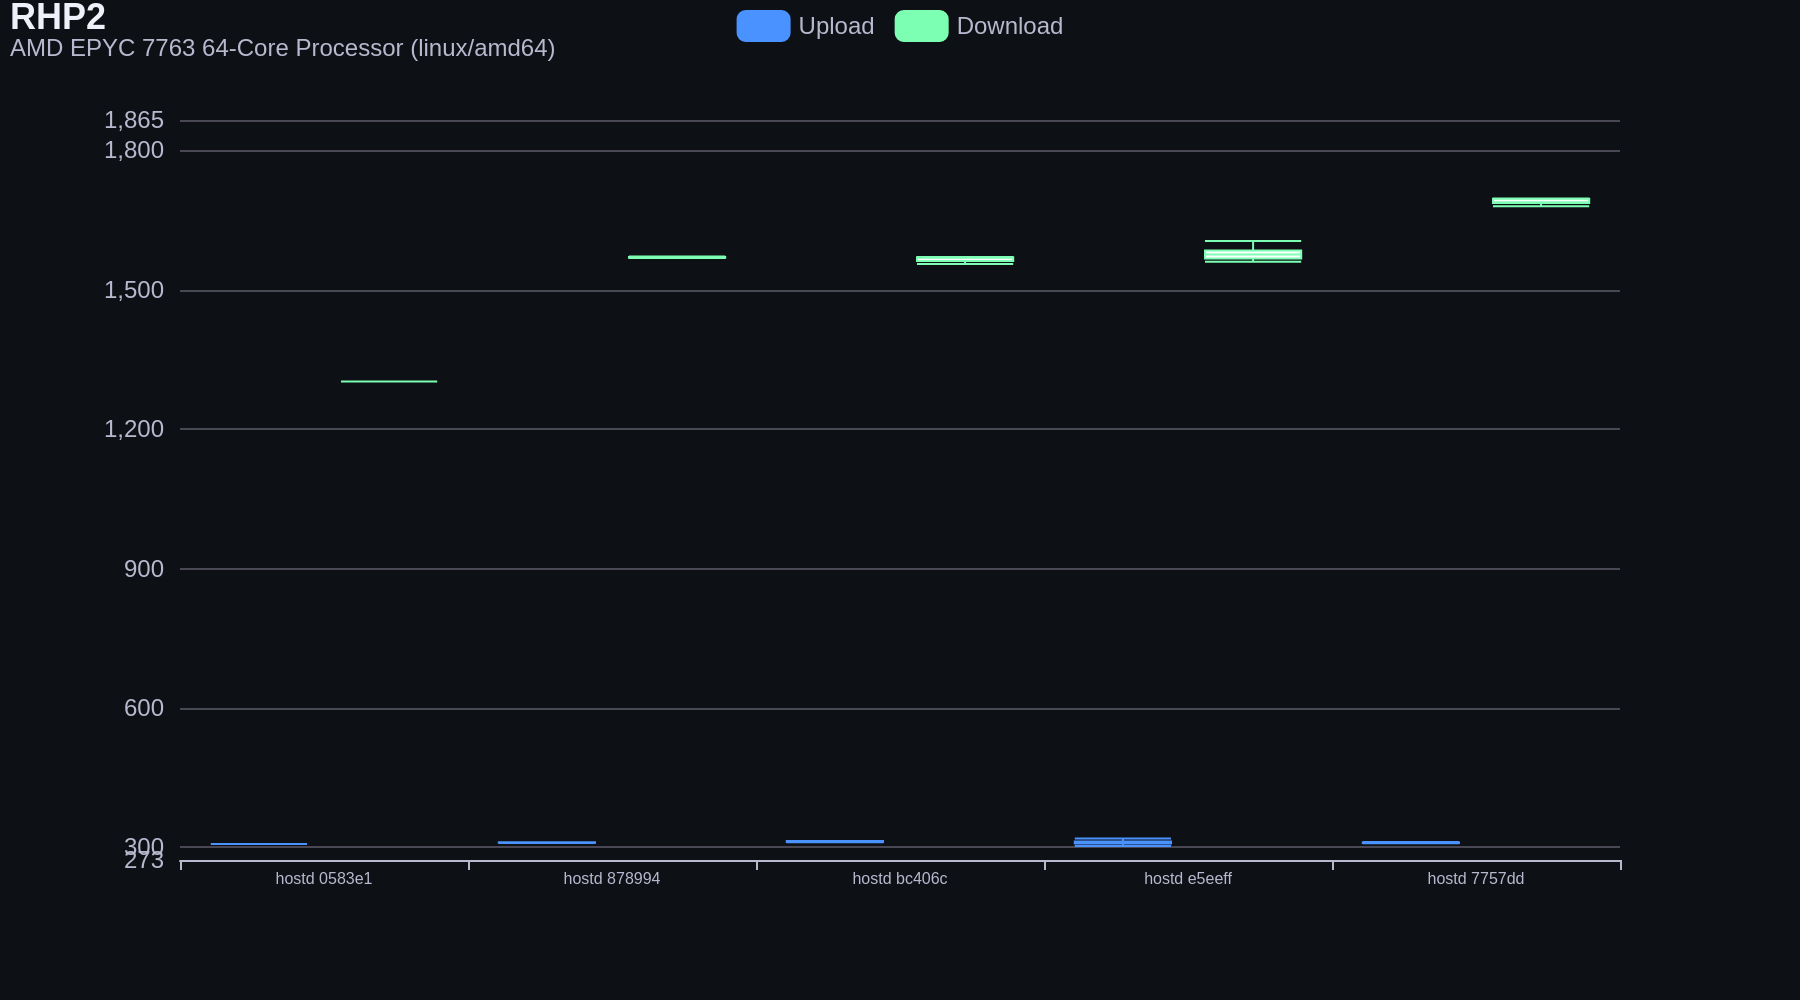 RHP2
AMD EPYC 7763 64-Core Processor (linux/amd64)
Upload Download
1,865
1,800
1,500
1,200
900
600
300
273
hostd 0583e1 hostd 878994 hostd bc406c hostd e5eeff hostd 7757dd